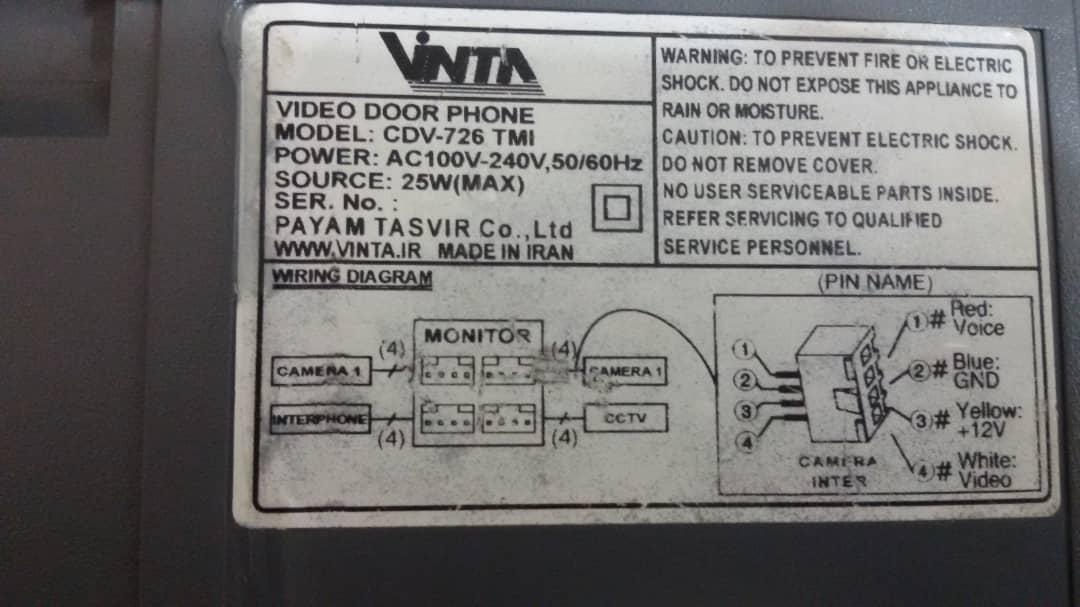 VINTA
VIDEO DOOR PHONE
MODEL: CDV-726 TMI
POWER: AC100V-240V,50/60Hz
SOURCE: 25W(MAX)
SER. No. :
PAYAM TASVIR Co.,Ltd
WWW.VINTA.IR MADE IN IRAN
WARNING: TO PREVENT FIRE OR ELECTRIC
SHOCK. DO NOT EXPOSE THIS APPLIANCE TO
RAIN OR MOISTURE.
CAUTION: TO PREVENT ELECTRIC SHOCK.
DO NOT REMOVE COVER.
NO USER SERVICEABLE PARTS INSIDE.
REFER SERVICING TO QUALIFIED
SERVICE PERSONNEL.
WIRING DIAGRAM
MONITOR
CAMERA 1
(4)
(4)
CAMERA 1
INTERPHONE
(4)
(4)
CCTV
(PIN NAME)
1
2
3
4
CAMERA
INTER
1# Red:
Voice
2# Blue:
GND
3# Yellow:
+12V
4# White:
Video